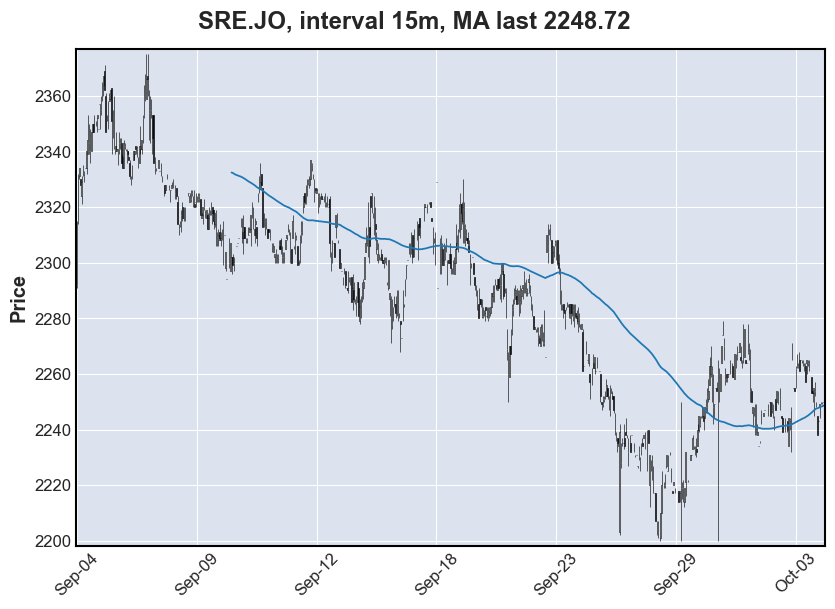 SRE.JO, interval 15m, MA last 2248.72
2360
2340
2320
2300
2280
2260
2240
2220
2200
Price
Sep-04
Sep-09
Sep-12
Sep-18
Sep-23
Sep-29
Oct-03